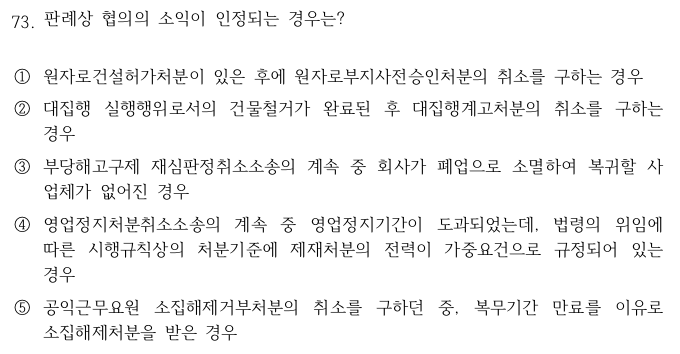 73. 판례상 협의의 소익이 인정되는 경우는?
① 원자로건설허가처분이 있은 후에 원자로부지사전승인처분의 취소를 구하는 경우
② 대집행 실행행위로서의 건물철거가 완료된 후 대집행계고처분의 취소를 구하는
경우
③ 부당해고구제 재심판정취소소송의 계속 중 회사가 폐업으로 소멸하여 복귀할 사
업체가 없어진 경우
④ 영업정지처분취소소송의 계속 중 영업정지기간이 도과되었는데, 법령의 위임에
따른 시행규칙상의 처분기준에 제재처분의 전력이 가중요건으로 규정되어 있는
경우
⑤ 공익근무요원 소집해제거부처분의 취소를 구하던 중, 복무기간 만료를 이유로
소집해제처분을 받은 경우